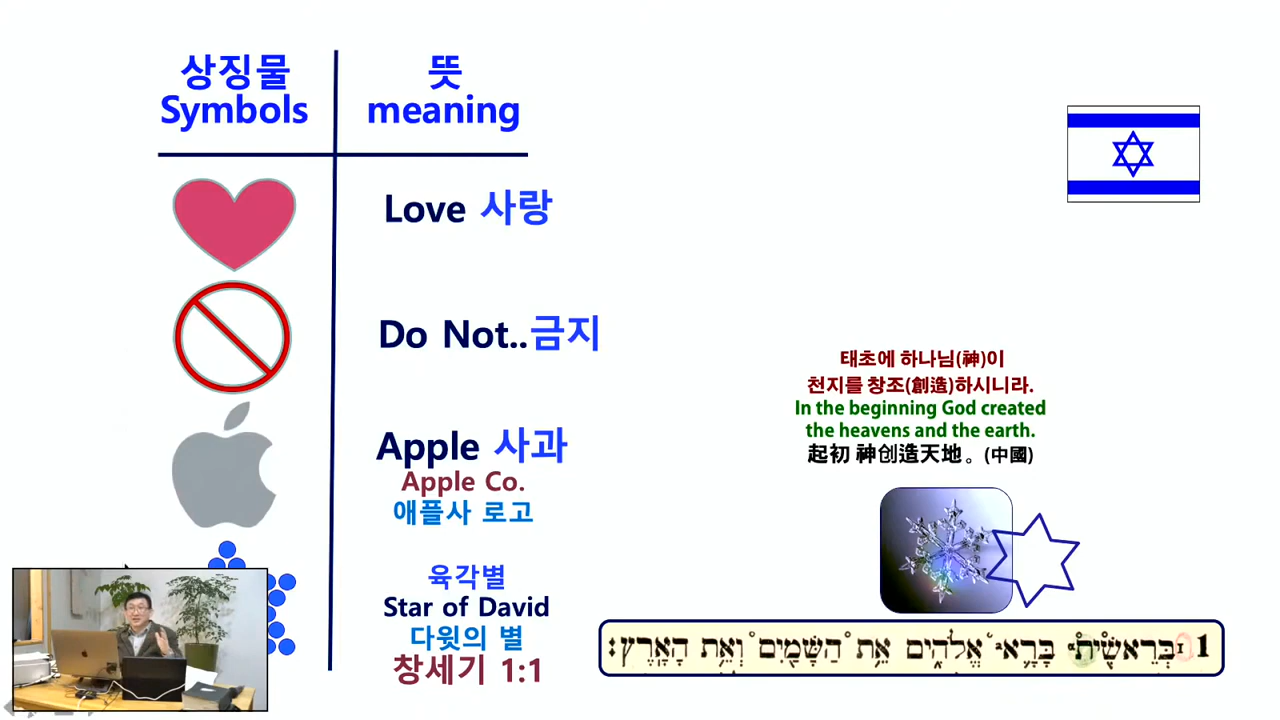 상징물
Symbols
뜻
meaning
Love 사랑
Do Not..금지
Apple 사과
Apple Co.
애플사 로고
육각별
Star of David
다윗의 별
창세기 1:1
태초에 하나님(神)이
천지를 창조(創造)하시니라.
In the beginning God created
the heavens and the earth.
起初 神创造天地。(中國)
1 בְּרֵאשִׁ֖ית בָּרָ֣א אֱלֹהִ֑ים אֵ֥ת הַשָּׁמַ֖יִם וְאֵ֥ת הָאָֽרֶץ׃